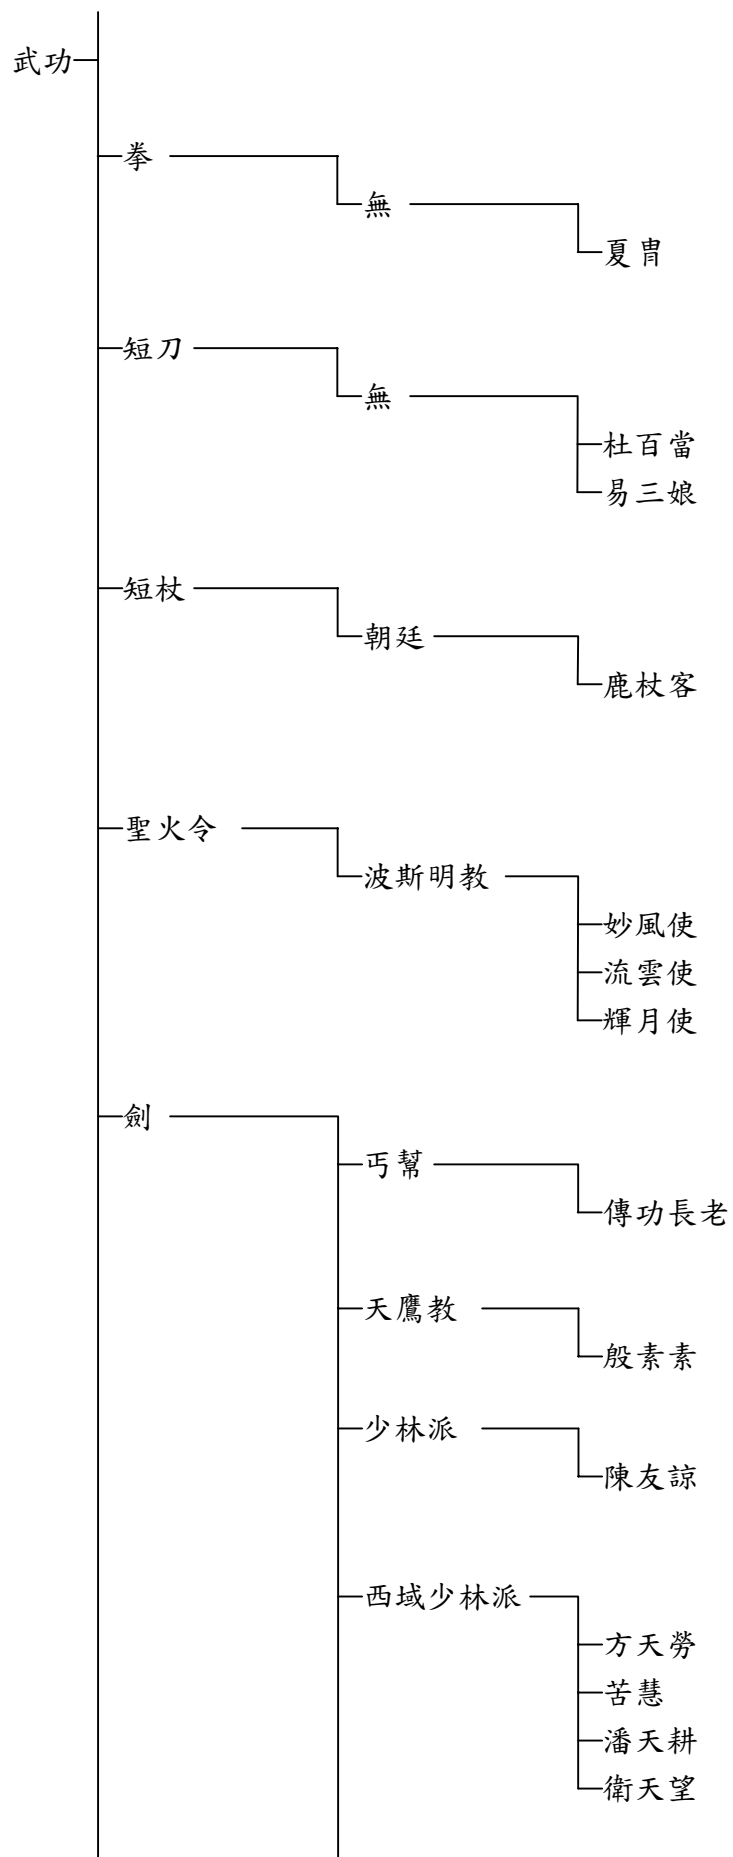 武功
拳
無
夏胄
短刀
無
杜百當
易三娘
短杖
朝廷
鹿杖客
聖火令
波斯明教
妙風使
流雲使
輝月使
劍
丐幫
傳功長老
天鷹教
殷素素
少林派
陳友諒
西域少林派
方天勞
苦慧
潘天耕
衛天望